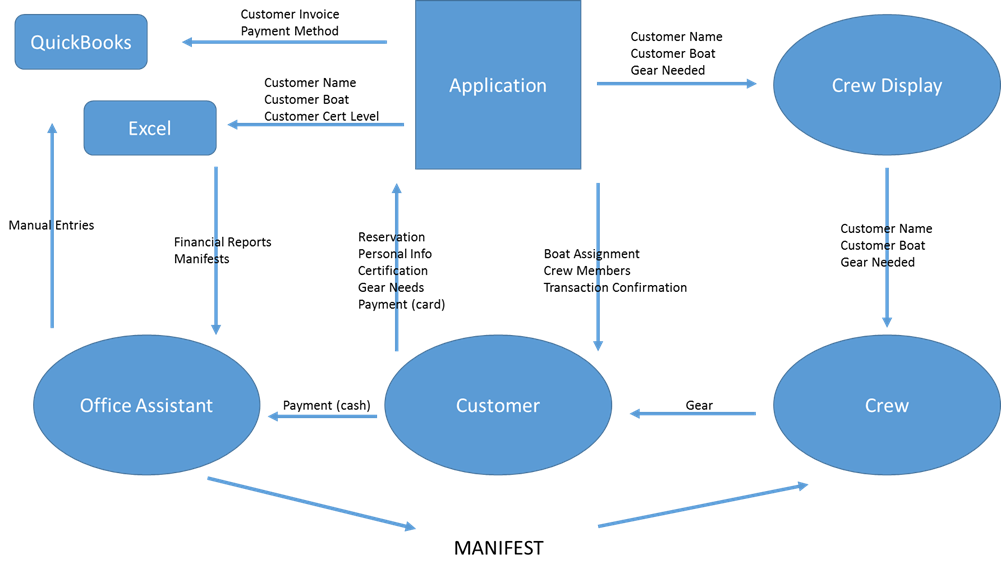 Customer Invoice
Payment Method
QuickBooks
Customer Name
Customer Boat
Gear Needed
Application
Crew Display
Customer Name
Customer Boat
Customer Cert Level
Excel
Manual Entries
Financial Reports
Manifests
Reservation
Personal Info
Certification
Gear Needs
Payment (card)
Boat Assignment
Crew Members
Transaction Confirmation
Customer Name
Customer Boat
Gear Needed
Office Assistant
Payment (cash)
Customer
Gear
Crew
MANIFEST